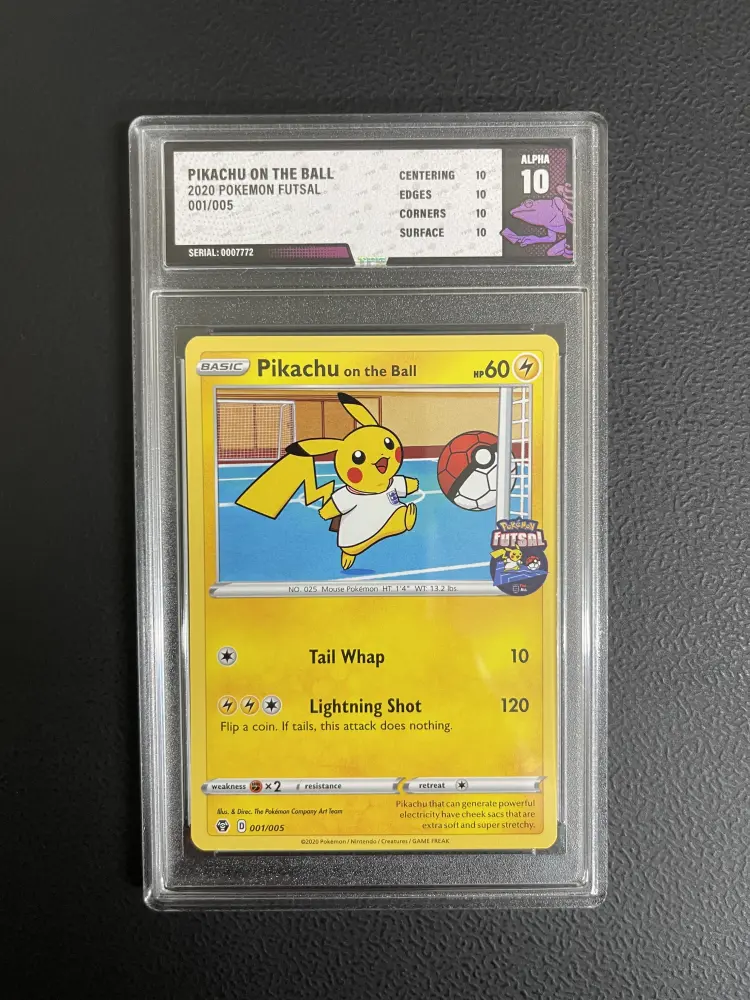 PIKACHU ON THE BALL
2020 POKEMON FUTSAL
001/005
SERIAL: 0007772
CENTERING 10
EDGES 10
CORNERS 10
SURFACE 10
ALPHA
10
BASIC Pikachu on the Ball HP60
Pokémon
FUTSAL
NO. 025 Mouse Pokémon HT: 1'4" WT: 13.2 lbs
Tail Whap 10
Lightning Shot 120
Flip a coin. If tails, this attack does nothing.
weakness ×2 resistance retreat
Illus. & Direc. The Pokémon Company Art Team
Pikachu that can generate powerful
electricity have cheek sacs that are
extra soft and super stretchy.
D 001/005
©2020 Pokémon / Nintendo / Creatures / GAME FREAK